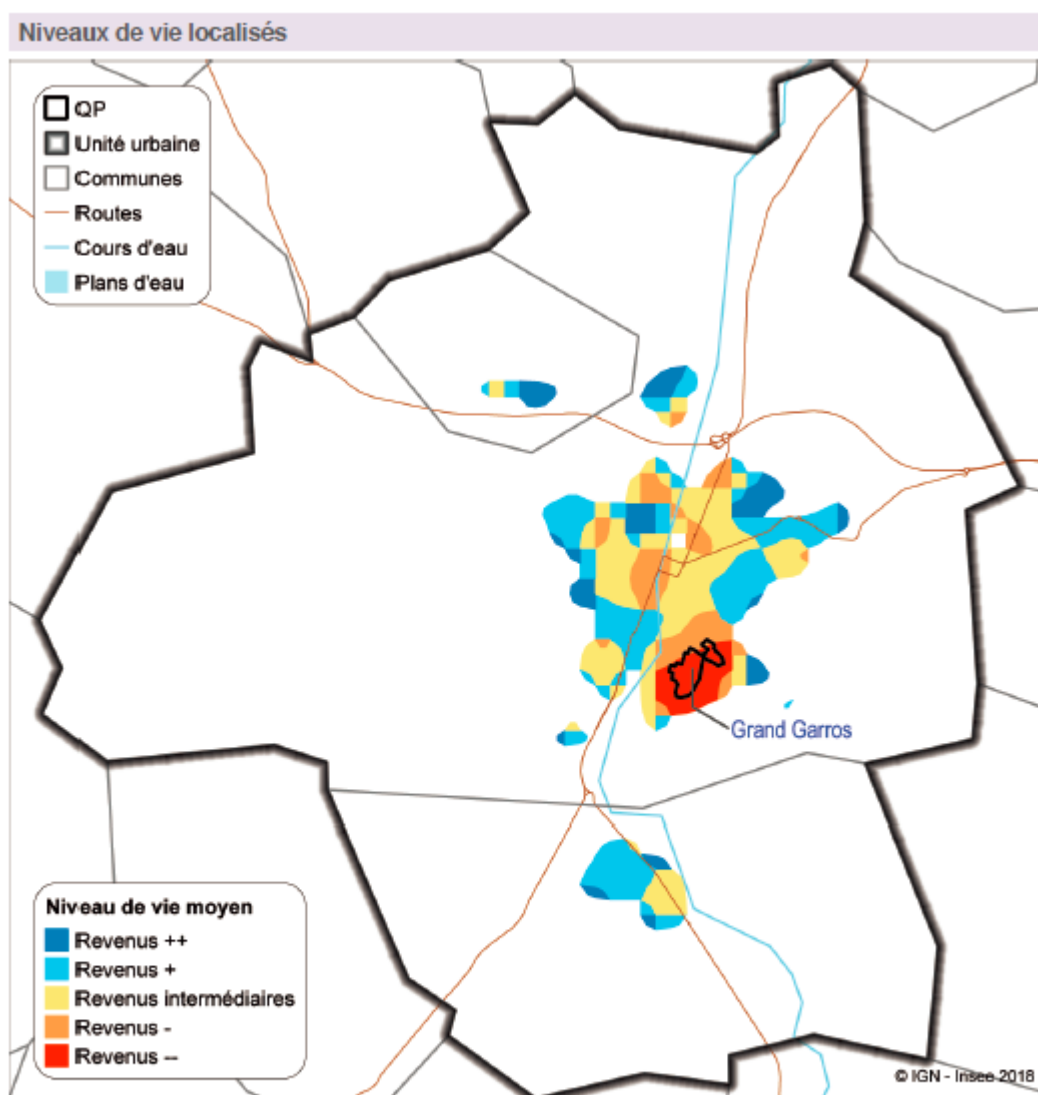 Niveaux de vie localisés
QP
Unité urbaine
Communes
Routes
Cours d'eau
Plans d'eau
Grand Garros
Niveau de vie moyen
Revenus ++
Revenus +
Revenus intermédiaires
Revenus -
Revenus --
© IGN - Insee 2018